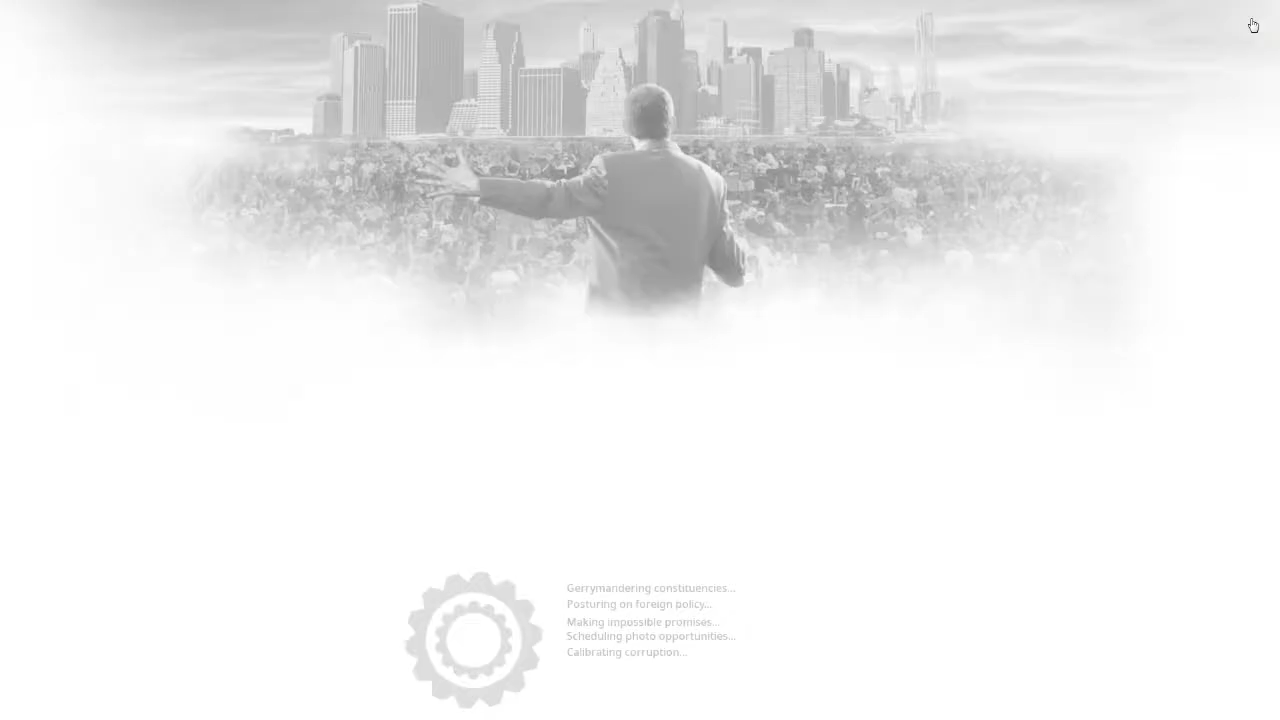 Gerrymandering constituencies...
Posturing on foreign policy...
Making impossible promises...
Scheduling photo opportunities...
Calibrating corruption...